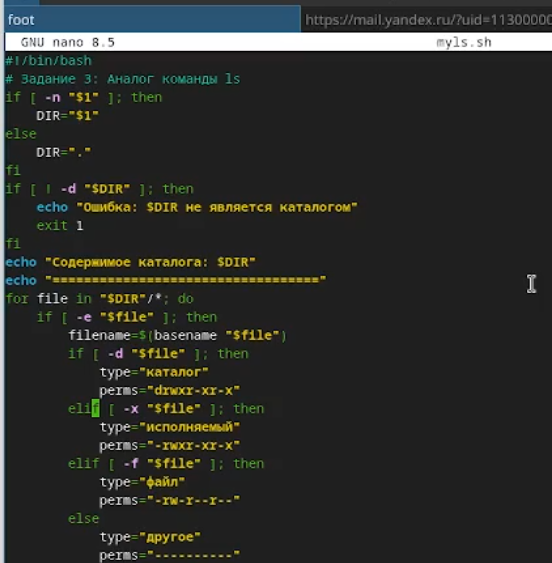 foot
https://mail.yandex.ru/?uid=11300000
GNU nano 8.5 myls.sh
#!/bin/bash
# Задание 3: Аналог команды ls
if [ -n "$1" ]; then
    DIR="$1"
else
    DIR="."
fi
if [ ! -d "$DIR" ]; then
    echo "Ошибка: $DIR не является каталогом"
    exit 1
fi
echo "Содержимое каталога: $DIR"
echo "=================================="
for file in "$DIR"/*; do
    if [ -e "$file" ]; then
        filename=$(basename "$file")
        if [ -d "$file" ]; then
            type="каталог"
            perms="drwxr-xr-x"
        elif [ -x "$file" ]; then
            type="исполняемый"
            perms="-rwxr-xr-x"
        elif [ -f "$file" ]; then
            type="файл"
            perms="-rw-r--r--"
        else
            type="другое"
            perms="----------"